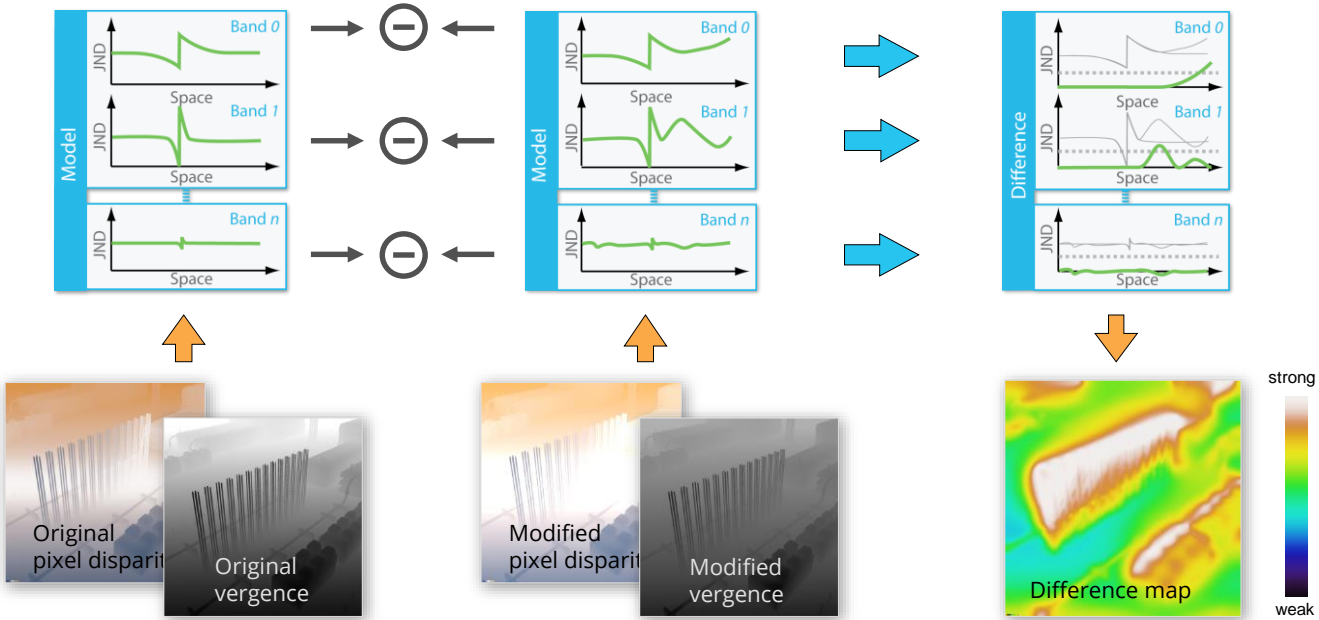 Model
Band 0
JND
Space
Band 1
JND
Space
Band n
JND
Space
Model
Band 0
JND
Space
Band 1
JND
Space
Band n
JND
Space
Difference
Band 0
JND
Space
Band 1
JND
Space
Band n
JND
Space
Original
pixel disparit
Original
vergence
Modified
pixel disparit
Modified
vergence
Difference map
strong
weak